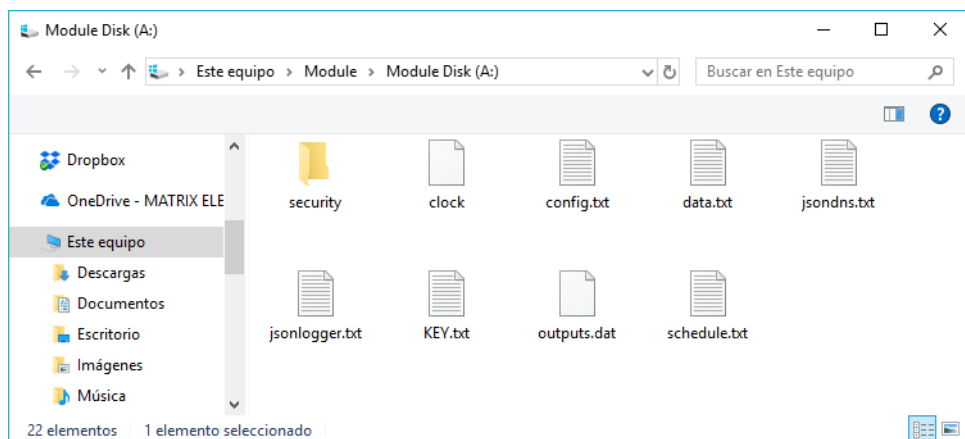 Module Disk (A:)
Este equipo > Module > Module Disk (A:)
Buscar en Este equipo
Dropbox
OneDrive - MATRIX ELE
Este equipo
Descargas
Documentos
Escritorio
Imágenes
Música
security
clock
config.txt
data.txt
jsondns.txt
jsonlogger.txt
KEY.txt
outputs.dat
schedule.txt
22 elementos
1 elemento seleccionado